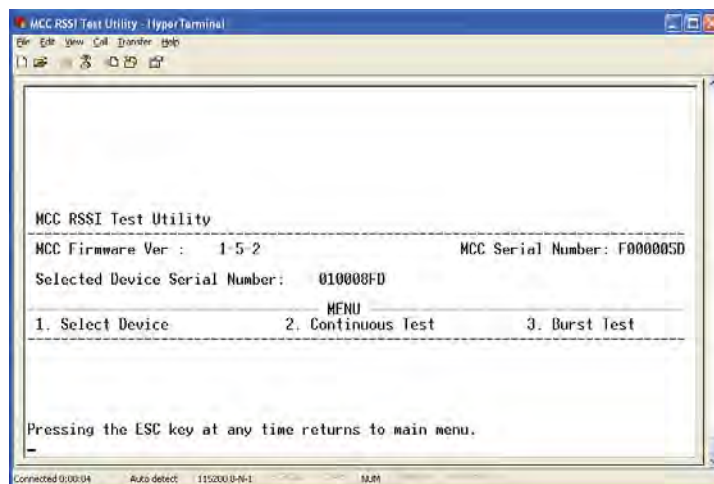 MCC RSSI Test Utility - HyperTerminal
File Edit View Call Transfer Help
MCC RSSI Test Utility
MCC Firmware Ver : 1-5-2 MCC Serial Number: F000005D
Selected Device Serial Number: 010008FD
MENU
1. Select Device 2. Continuous Test 3. Burst Test
Pressing the ESC key at any time returns to main menu.
Connected 0:00:04 Auto detect 115200 8-N-1 NUM